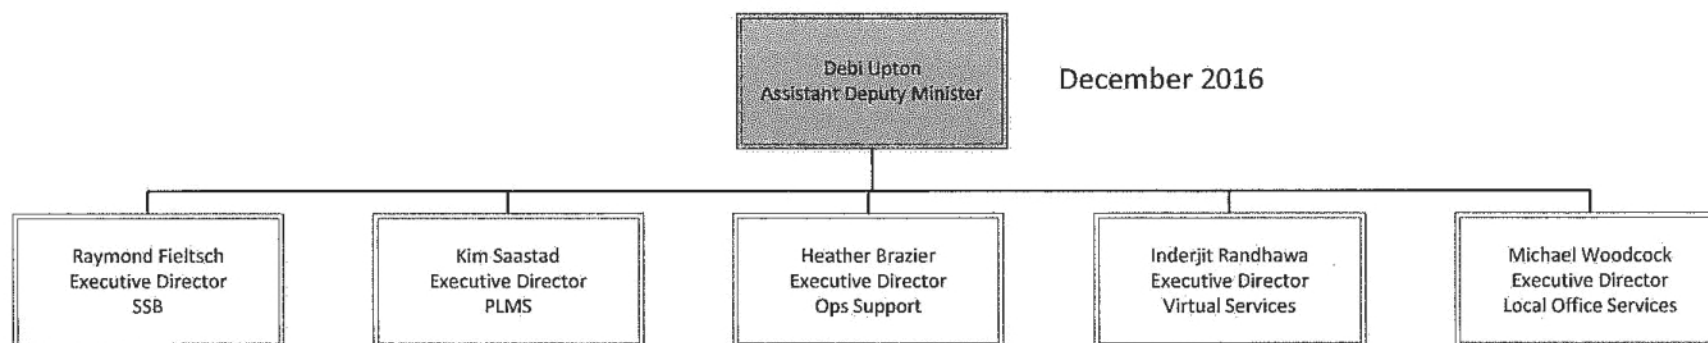 Debi Upton
Assistant Deputy Minister
December 2016
Raymond Fieltsch
Executive Director
SSB
Kim Saastad
Executive Director
PLMS
Heather Brazier
Executive Director
Ops Support
Inderjit Randhawa
Executive Director
Virtual Services
Michael Woodcock
Executive Director
Local Office Services